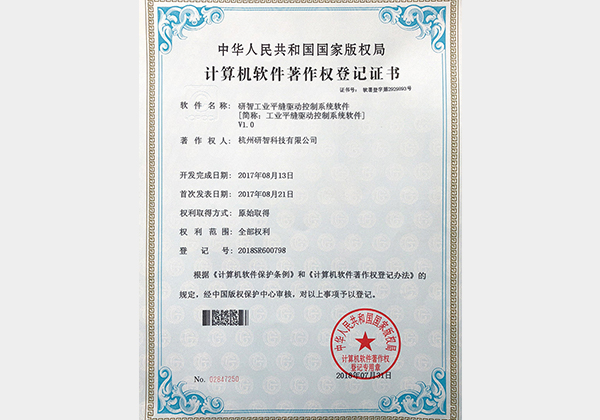 中华人民共和国国家版权局
计算机软件著作权登记证书
证书号： 软著登字第2929893号
软件名称： 研智工业平缝驱动控制系统软件
[简称：工业平缝驱动控制系统软件]
V1.0
著作权人： 杭州研智科技有限公司
开发完成日期： 2017年08月13日
首次发表日期： 2017年08月21日
权利取得方式： 原始取得
权利范围： 全部权利
登记号： 2018SR600798
根据《计算机软件保护条例》和《计算机软件著作权登记办法》的
规定，经中国版权保护中心审核，对以上事项予以登记。
中华人民共和国国家版权局
计算机软件著作权
登记专用章
No. 02847250
2018年07月31日